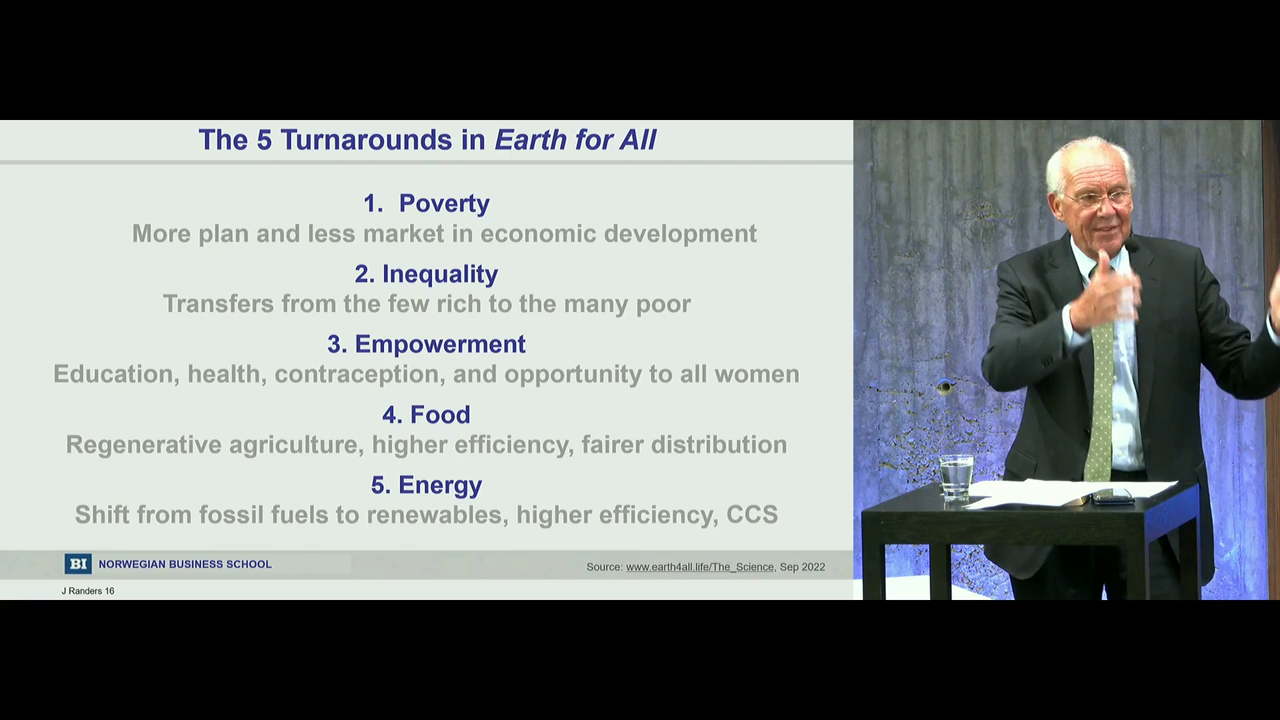 The 5 Turnarounds in Earth for All
1. Poverty
More plan and less market in economic development
2. Inequality
Transfers from the few rich to the many poor
3. Empowerment
Education, health, contraception, and opportunity to all women
4. Food
Regenerative agriculture, higher efficiency, fairer distribution
5. Energy
Shift from fossil fuels to renewables, higher efficiency, CCS
BI NORWEGIAN BUSINESS SCHOOL
Source: www.earth4all.life/The_Science, Sep 2022
J Randers 16